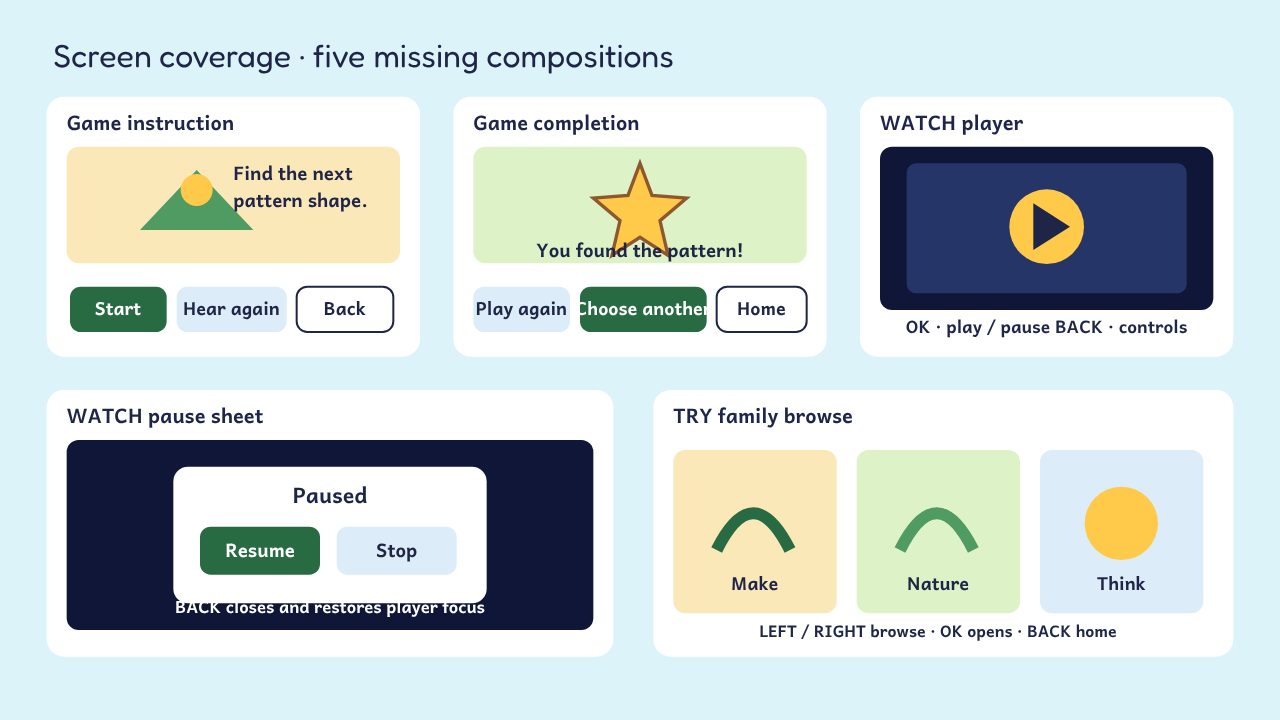 Screen coverage · five missing compositions
Game instruction
Find the next
pattern shape.
Start
Hear again
Back
Game completion
You found the pattern!
Play again
Choose another
Home
WATCH player
OK · play / pause BACK · controls
WATCH pause sheet
Paused
Resume
Stop
BACK closes and restores player focus
TRY family browse
Make
Nature
Think
LEFT / RIGHT browse · OK opens · BACK home